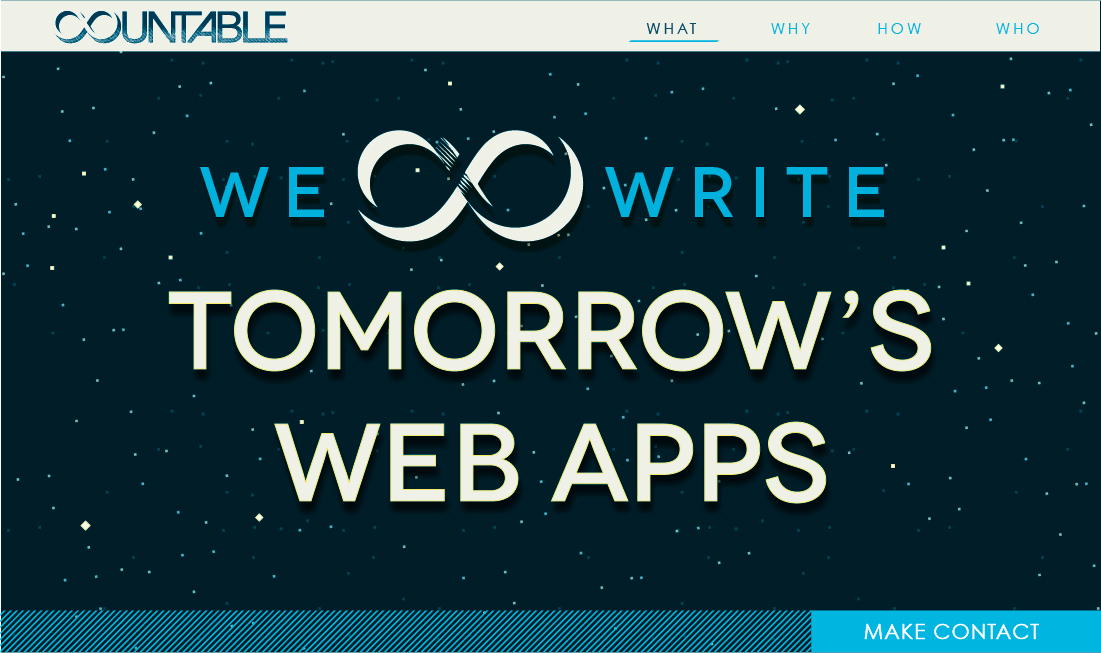 COUNTABLE
WHAT WHY HOW WHO
WE WRITE
TOMORROW’S
WEB APPS
MAKE CONTACT